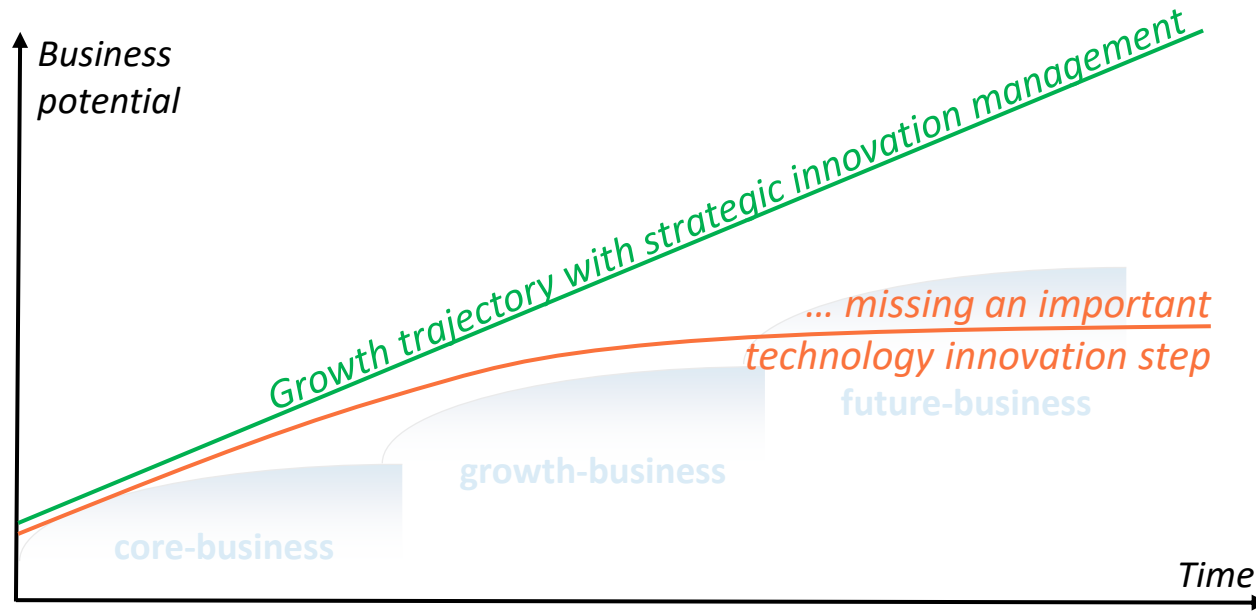 Business
potential
Growth trajectory with strategic innovation management
... missing an important
technology innovation step
future-business
growth-business
core-business
Time